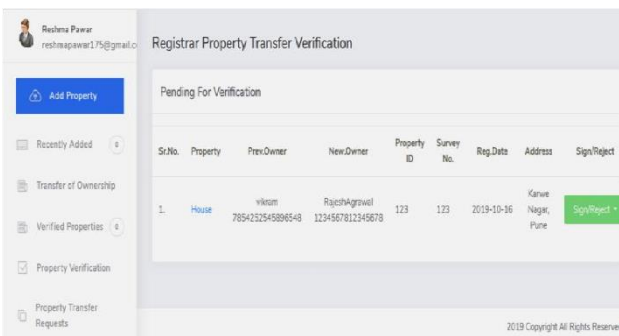 Reshma Pawar
reshmapawar175@gmail.c
Registrar Property Transfer Verification
Add Property
Pending For Verification
Recently Added
Sr.No. Property Prev.Owner New.Owner Property ID Survey No. Reg.Date Address Sign/Reject
Transfer of Ownership
1. House vikram 7854252545896548 RajeshAgrawal 1234567812345678 123 123 2019-10-16 Karwe Nagar, Pune Sign/Reject
Verified Properties
Property Verification
Property Transfer Requests
2019 Copyright All Rights Reserve